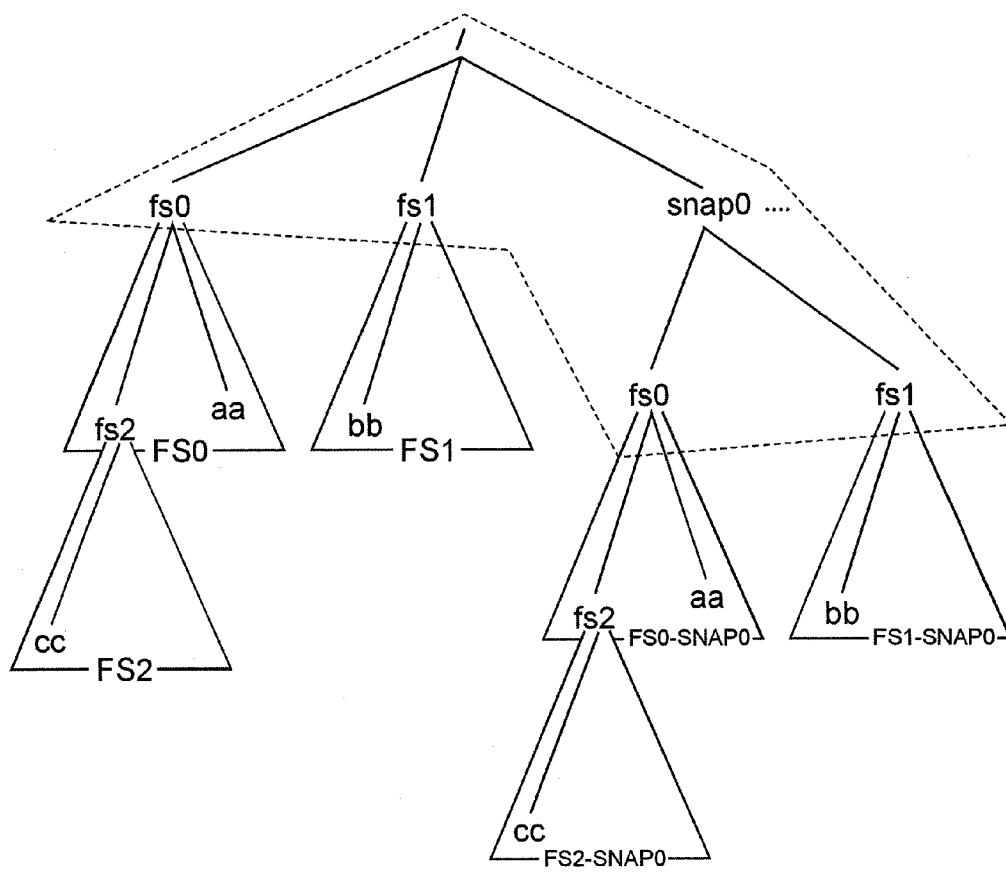 /
fs0 fs1 snap0 ....
fs0 fs1
aa
bb
fs2
FS0 FS1
aa
bb
fs2
FS0-SNAP0 FS1-SNAP0
cc
FS2
cc
FS2-SNAP0